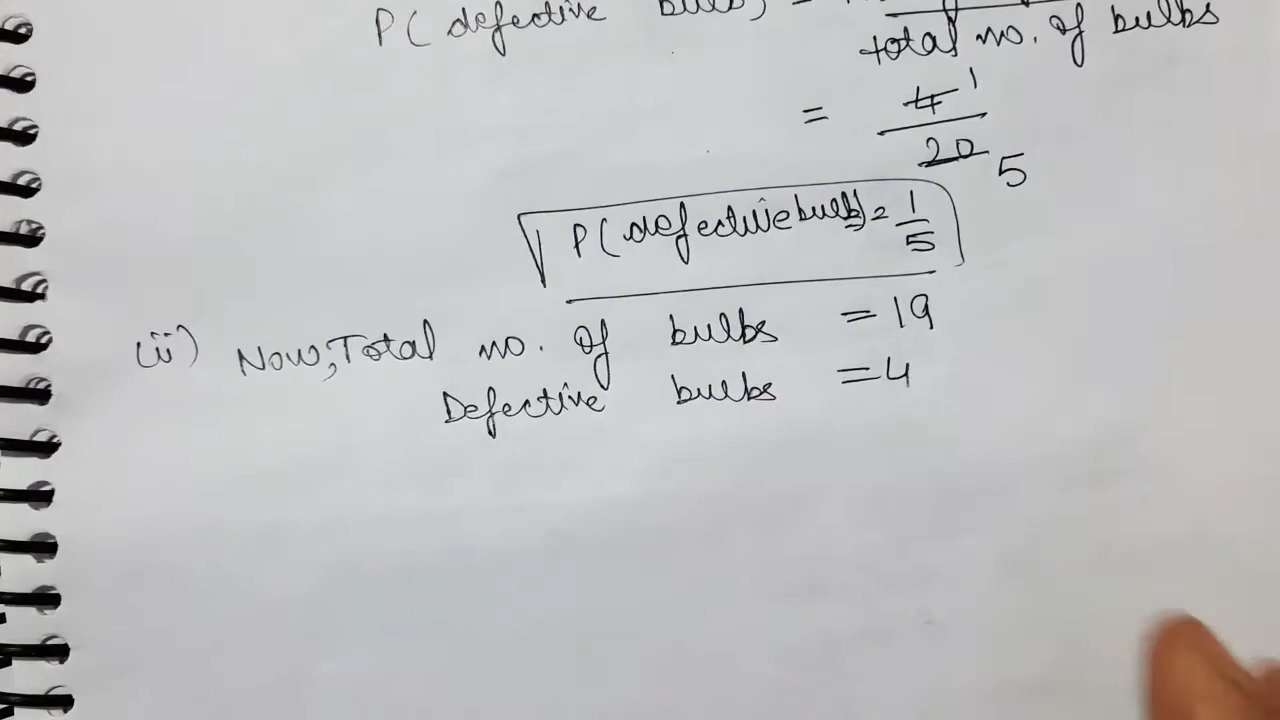 P( defective bulb) =
total no. of bulbs
= 4 1
20 5
P( defective bulb) = 1
5
(ii) Now, Total no. of bulbs = 19
Defective bulbs = 4